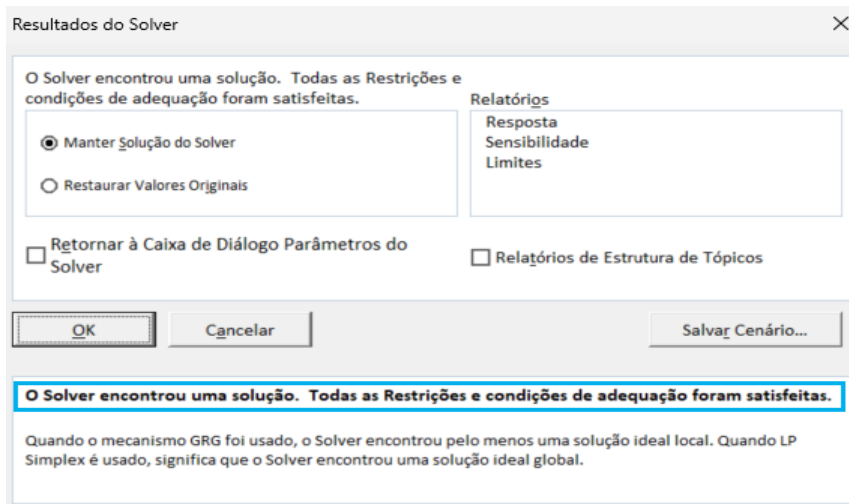 Resultados do Solver
O Solver encontrou uma solução. Todas as Restrições e
condições de adequação foram satisfeitas.
Manter Solução do Solver
Restaurar Valores Originais
Relatórios
Resposta
Sensibilidade
Limites
Retornar à Caixa de Diálogo Parâmetros do
Solver
Relatórios de Estrutura de Tópicos
OK
Cancelar
Salvar Cenário...
O Solver encontrou uma solução. Todas as Restrições e condições de adequação foram satisfeitas.
Quando o mecanismo GRG foi usado, o Solver encontrou pelo menos uma solução ideal local. Quando LP
Simplex é usado, significa que o Solver encontrou uma solução ideal global.